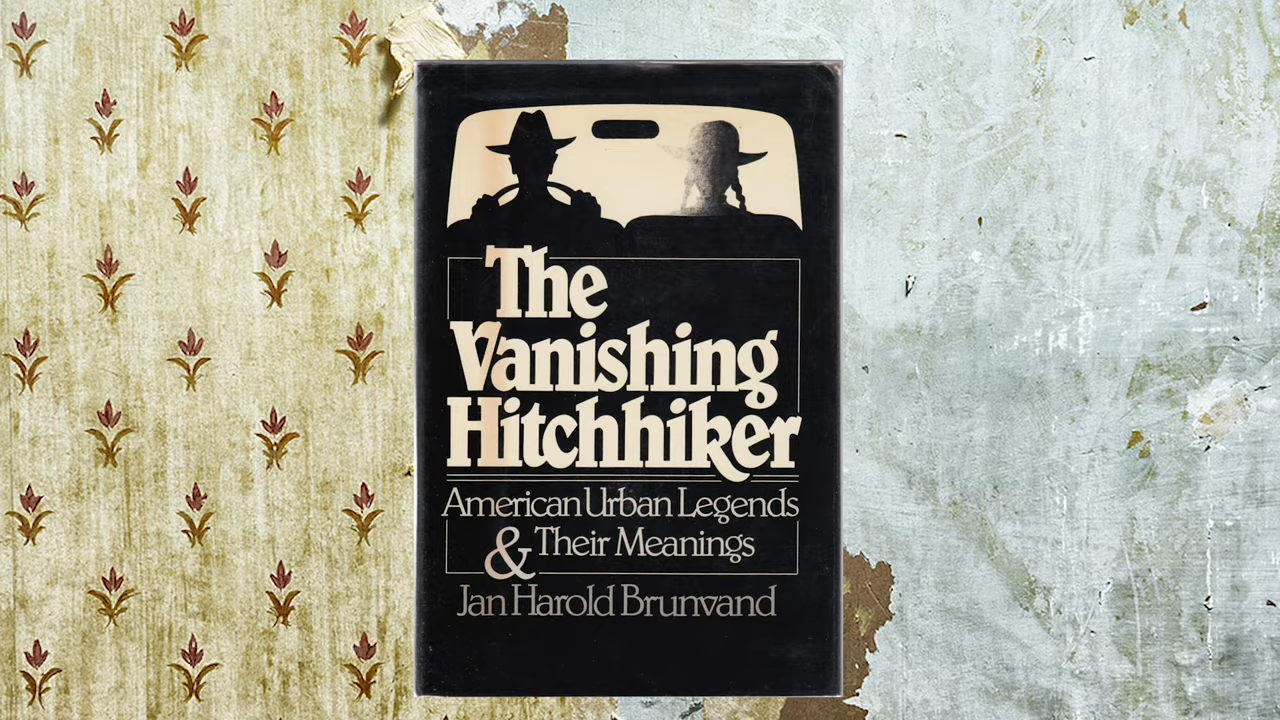 The
Vanishing
Hitchhiker
American Urban Legends
& Their Meanings
Jan Harold Brunvand